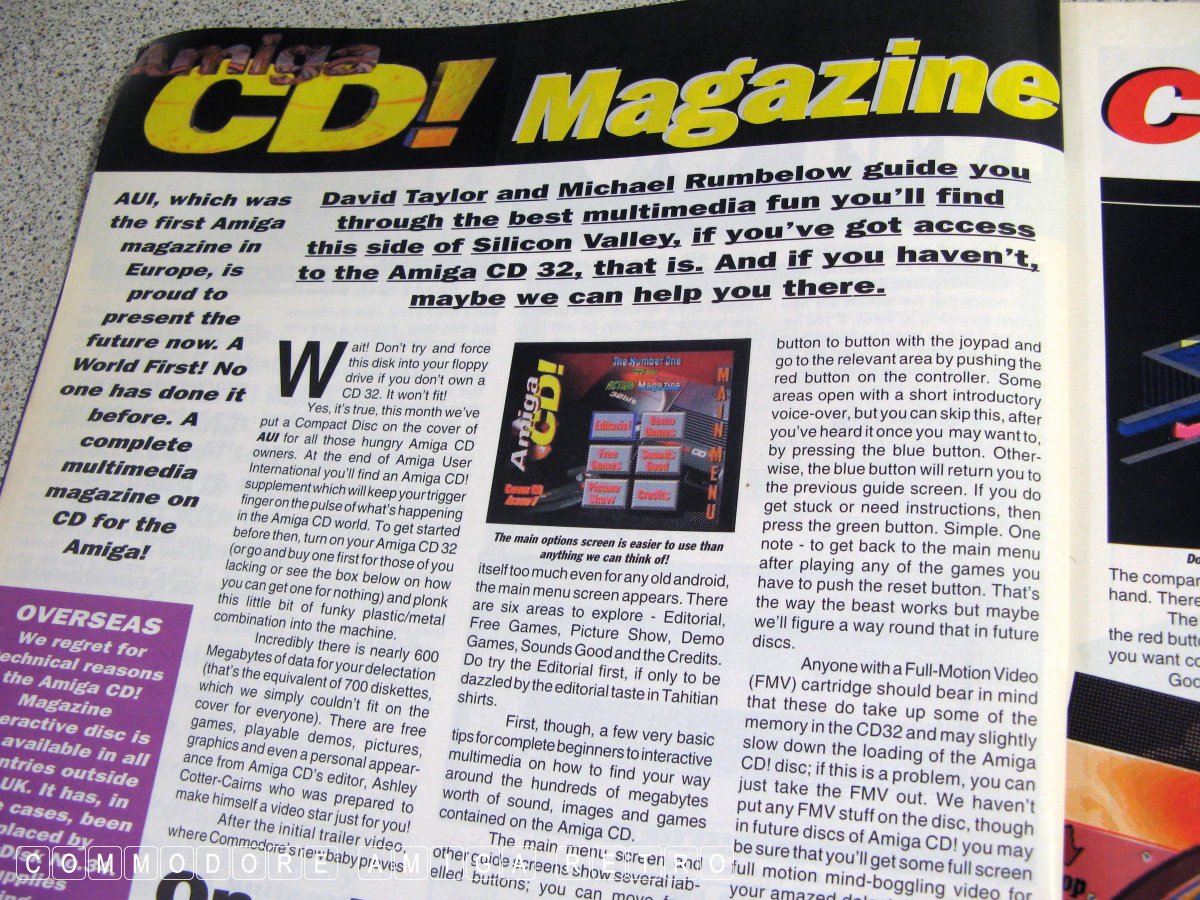 Amiga
CD!
Magazine
David Taylor and Michael Rumbelow guide you
through the best multimedia fun you'll find
this side of Silicon Valley, if you've got access
to the Amiga CD 32, that is. And if you haven't,
maybe we can help you there.
AUI, which was
the first Amiga
magazine in
Europe, is
proud to
present the
future now. A
World First! No
one has done it
before. A
complete
multimedia
magazine on
CD for the
Amiga!
OVERSEAS
We regret for
technical reasons
the Amiga CD!
Magazine
disc is
available in all
outside
UK. It has, in
cases, been
by
Wait! Don't try and force
this disk into your floppy
drive if you don't own a
CD 32. It won't fit!
Yes, it's true, this month we've
put a Compact Disc on the cover of
AUI for all those hungry Amiga CD
owners. At the end of Amiga User
International you'll find an Amiga CD!
supplement which will keep your trigger
finger on the pulse of what's happening
in the Amiga CD world. To get started
before then, turn on your Amiga CD 32
(or go and buy one first for those of you
lacking or see the box below on how
you can get one for nothing) and plonk
this little bit of funky plastic/metal
combination into the machine.
Incredibly there is nearly 600
Megabytes of data for your delectation
(that's the equivalent of 700 diskettes,
which we simply couldn't fit on the
cover for everyone). There are free
games, playable demos, pictures,
graphics and even a personal appear-
ance from Amiga CD's editor, Ashley
Cotter-Cairns who was prepared to
make himself a video star just for you!
After the initial trailer video,
where Commodore's new baby proves
Amiga
CD!
The Number One
ACTION Magazine
32bit
Editorial
Demo
Games
Free
Games
Sounds
Good
Picture
Show
Credits
CD
Cover CD
Issue 1
MAIN MENU
The main options screen is easier to use than
anything we can think of!
itself too much even for any old android,
the main menu screen appears. There
are six areas to explore - Editorial,
Free Games, Picture Show, Demo
Games, Sounds Good and the Credits.
Do try the Editorial first, if only to be
dazzled by the editorial taste in Tahitian
shirts.
First, though, a few very basic
tips for complete beginners to interactive
multimedia on how to find your way
around the hundreds of megabytes
worth of sound, images and games
contained on the Amiga CD.
The main menu screen and
other guide screens show several lab-
elled buttons; you can move
button to button with the joypad and
go to the relevant area by pushing the
red button on the controller. Some
areas open with a short introductory
voice-over, but you can skip this, after
you've heard it once you may want to,
by pressing the blue button. Other-
wise, the blue button will return you to
the previous guide screen. If you do
get stuck or need instructions, then
press the green button. Simple. One
note - to get back to the main menu
after playing any of the games you
have to push the reset button. That's
the way the beast works but maybe
we'll figure a way round that in future
discs.
Anyone with a Full-Motion Video
(FMV) cartridge should bear in mind
that these do take up some of the
memory in the CD32 and may slightly
slow down the loading of the Amiga
CD! disc; if this is a problem, you can
just take the FMV out. We haven't
put any FMV stuff on the disc, though
in future discs of Amiga CD! you may
be sure that you'll get some full screen
full motion mind-boggling video for
your amazed
C
Do
The compa
hand. There
The
the red butt
you want co
Goo
COMMODORE AMIGA RETRO